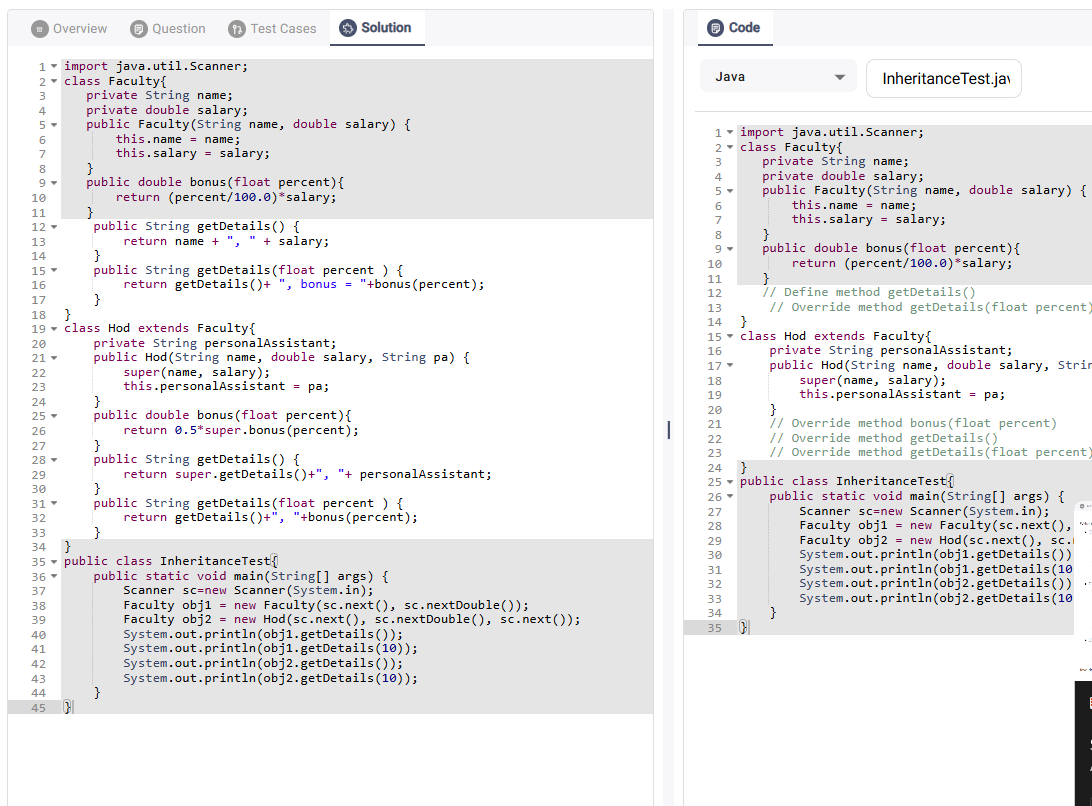 Overview Question Test Cases Solution
1 import java.util.Scanner;
2 class Faculty{
3 private String name;
4 private double salary;
5 public Faculty(String name, double salary) {
6 this.name = name;
7 this.salary = salary;
8 }
9 public double bonus(float percent){
10 return (percent/100.0)*salary;
11 }
12 public String getDetails() {
13 return name + ", " + salary;
14 }
15 public String getDetails(float percent ) {
16 return getDetails()+ ", bonus = "+bonus(percent);
17 }
18 }
19 class Hod extends Faculty{
20 private String personalAssistant;
21 public Hod(String name, double salary, String pa) {
22 super(name, salary);
23 this.personalAssistant = pa;
24 }
25 public double bonus(float percent){
26 return 0.5*super.bonus(percent);
27 }
28 public String getDetails() {
29 return super.getDetails()+", "+ personalAssistant;
30 }
31 public String getDetails(float percent ) {
32 return getDetails()+", "+bonus(percent);
33 }
34 }
35 public class InheritanceTest{
36 public static void main(String[] args) {
37 Scanner sc=new Scanner(System.in);
38 Faculty obj1 = new Faculty(sc.next(), sc.nextDouble());
39 Faculty obj2 = new Hod(sc.next(), sc.nextDouble(), sc.next());
40 System.out.println(obj1.getDetails());
41 System.out.println(obj1.getDetails(10));
42 System.out.println(obj2.getDetails());
43 System.out.println(obj2.getDetails(10));
44 }
45 }
Code
Java InheritanceTest.jav
1 import java.util.Scanner;
2 class Faculty{
3 private String name;
4 private double salary;
5 public Faculty(String name, double salary) {
6 this.name = name;
7 this.salary = salary;
8 }
9 public double bonus(float percent){
10 return (percent/100.0)*salary;
11 }
12 // Define method getDetails()
13 // Override method getDetails(float percent)
14 }
15 class Hod extends Faculty{
16 private String personalAssistant;
17 public Hod(String name, double salary, Strin
18 super(name, salary);
19 this.personalAssistant = pa;
20 }
21 // Override method bonus(float percent)
22 // Override method getDetails()
23 // Override method getDetails(float percent)
24 }
25 public class InheritanceTest{
26 public static void main(String[] args) {
27 Scanner sc=new Scanner(System.in);
28 Faculty obj1 = new Faculty(sc.next(),
29 Faculty obj2 = new Hod(sc.next(), sc.
30 System.out.println(obj1.getDetails())
31 System.out.println(obj1.getDetails(10
32 System.out.println(obj2.getDetails())
33 System.out.println(obj2.getDetails(10
34 }
35 }